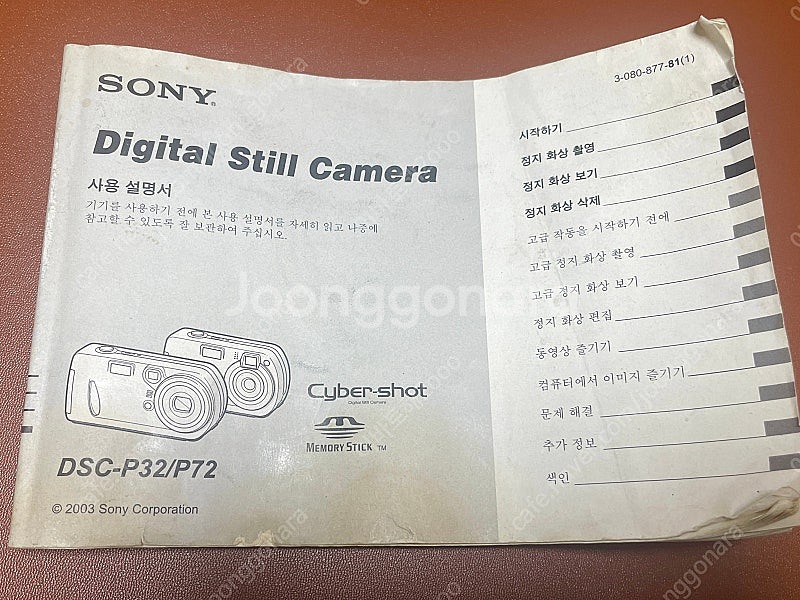 SONY®
3-080-877-81(1)
Digital Still Camera
사용 설명서
기기를 사용하기 전에 본 사용 설명서를 자세히 읽고 나중에
참고할 수 있도록 잘 보관하여 주십시오.
Cyber-shot
Digital Still Camera
MEMORY STICK TM
DSC-P32/P72
© 2003 Sony Corporation
시작하기
정지 화상 촬영
정지 화상 보기
정지 화상 삭제
고급 작동을 시작하기 전에
고급 정지 화상 촬영
고급 정지 화상 보기
정지 화상 편집
동영상 즐기기
컴퓨터에서 이미지 즐기기
문제 해결
추가 정보
색인
Joonggonara